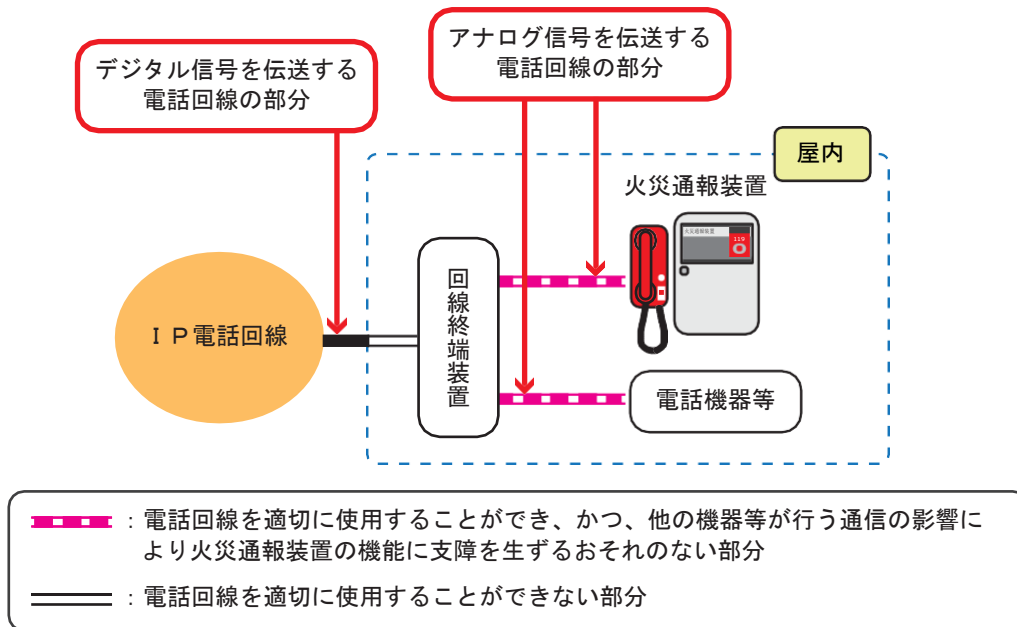 アナログ信号を伝送する
電話回線の部分
デジタル信号を伝送する
電話回線の部分
屋内
火災通報装置
火災通報装置
119
回線終端装置
IP電話回線
電話機器等
：電話回線を適切に使用することができ、かつ、他の機器等が行う通信の影響に
より火災通報装置の機能に支障を生ずるおそれのない部分
：電話回線を適切に使用することができない部分